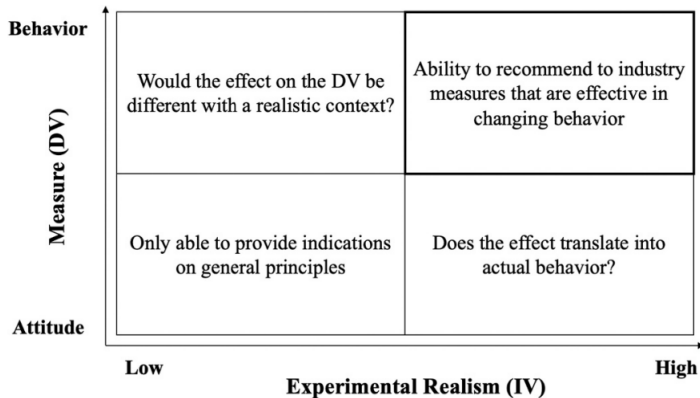 Behavior
Would the effect on the DV be
different with a realistic context?
Ability to recommend to industry
measures that are effective in
changing behavior
Measure (DV)
Only able to provide indications
on general principles
Does the effect translate into
actual behavior?
Attitude
Low
High
Experimental Realism (IV)